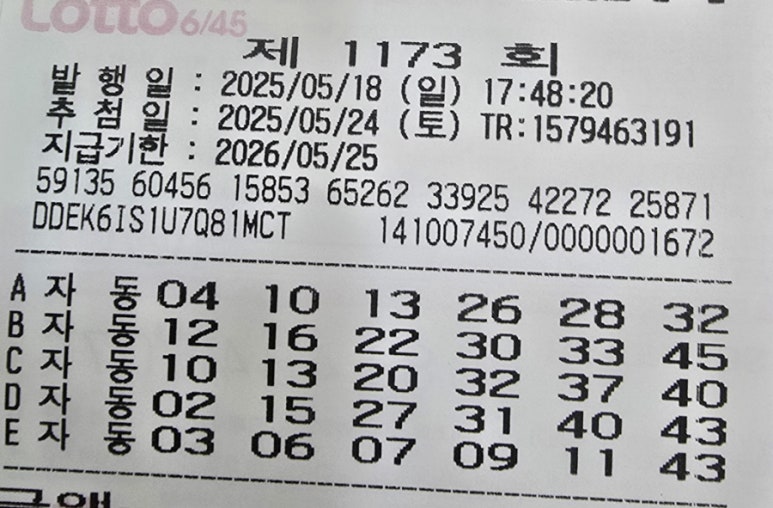 Lotto 6/45
제 1173 회
발 행 일 : 2025/05/18 (일) 17:48:20
추 첨 일 : 2025/05/24 (토) TR:1579463191
지급기한 : 2026/05/25
59135 60456 15853 65262 33925 42272 25871
DDEK6IS1U7Q81MCT 141007450/0000001672
A 자 동 04 10 13 26 28 32
B 자 동 12 16 22 30 33 45
C 자 동 10 13 20 32 37 40
D 자 동 02 15 27 31 40 43
E 자 동 03 06 07 09 11 43